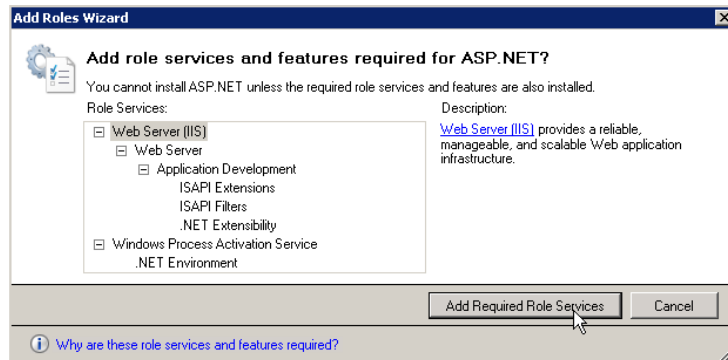 Add Roles Wizard
Add role services and features required for ASP.NET?
You cannot install ASP.NET unless the required role services and features are also installed.
Role Services:
Description:
Web Server (IIS)
Web Server
Application Development
ISAPI Extensions
ISAPI Filters
.NET Extensibility
Windows Process Activation Service
.NET Environment
Web Server (IIS) provides a reliable,
manageable, and scalable Web application
infrastructure.
Add Required Role Services
Cancel
Why are these role services and features required?